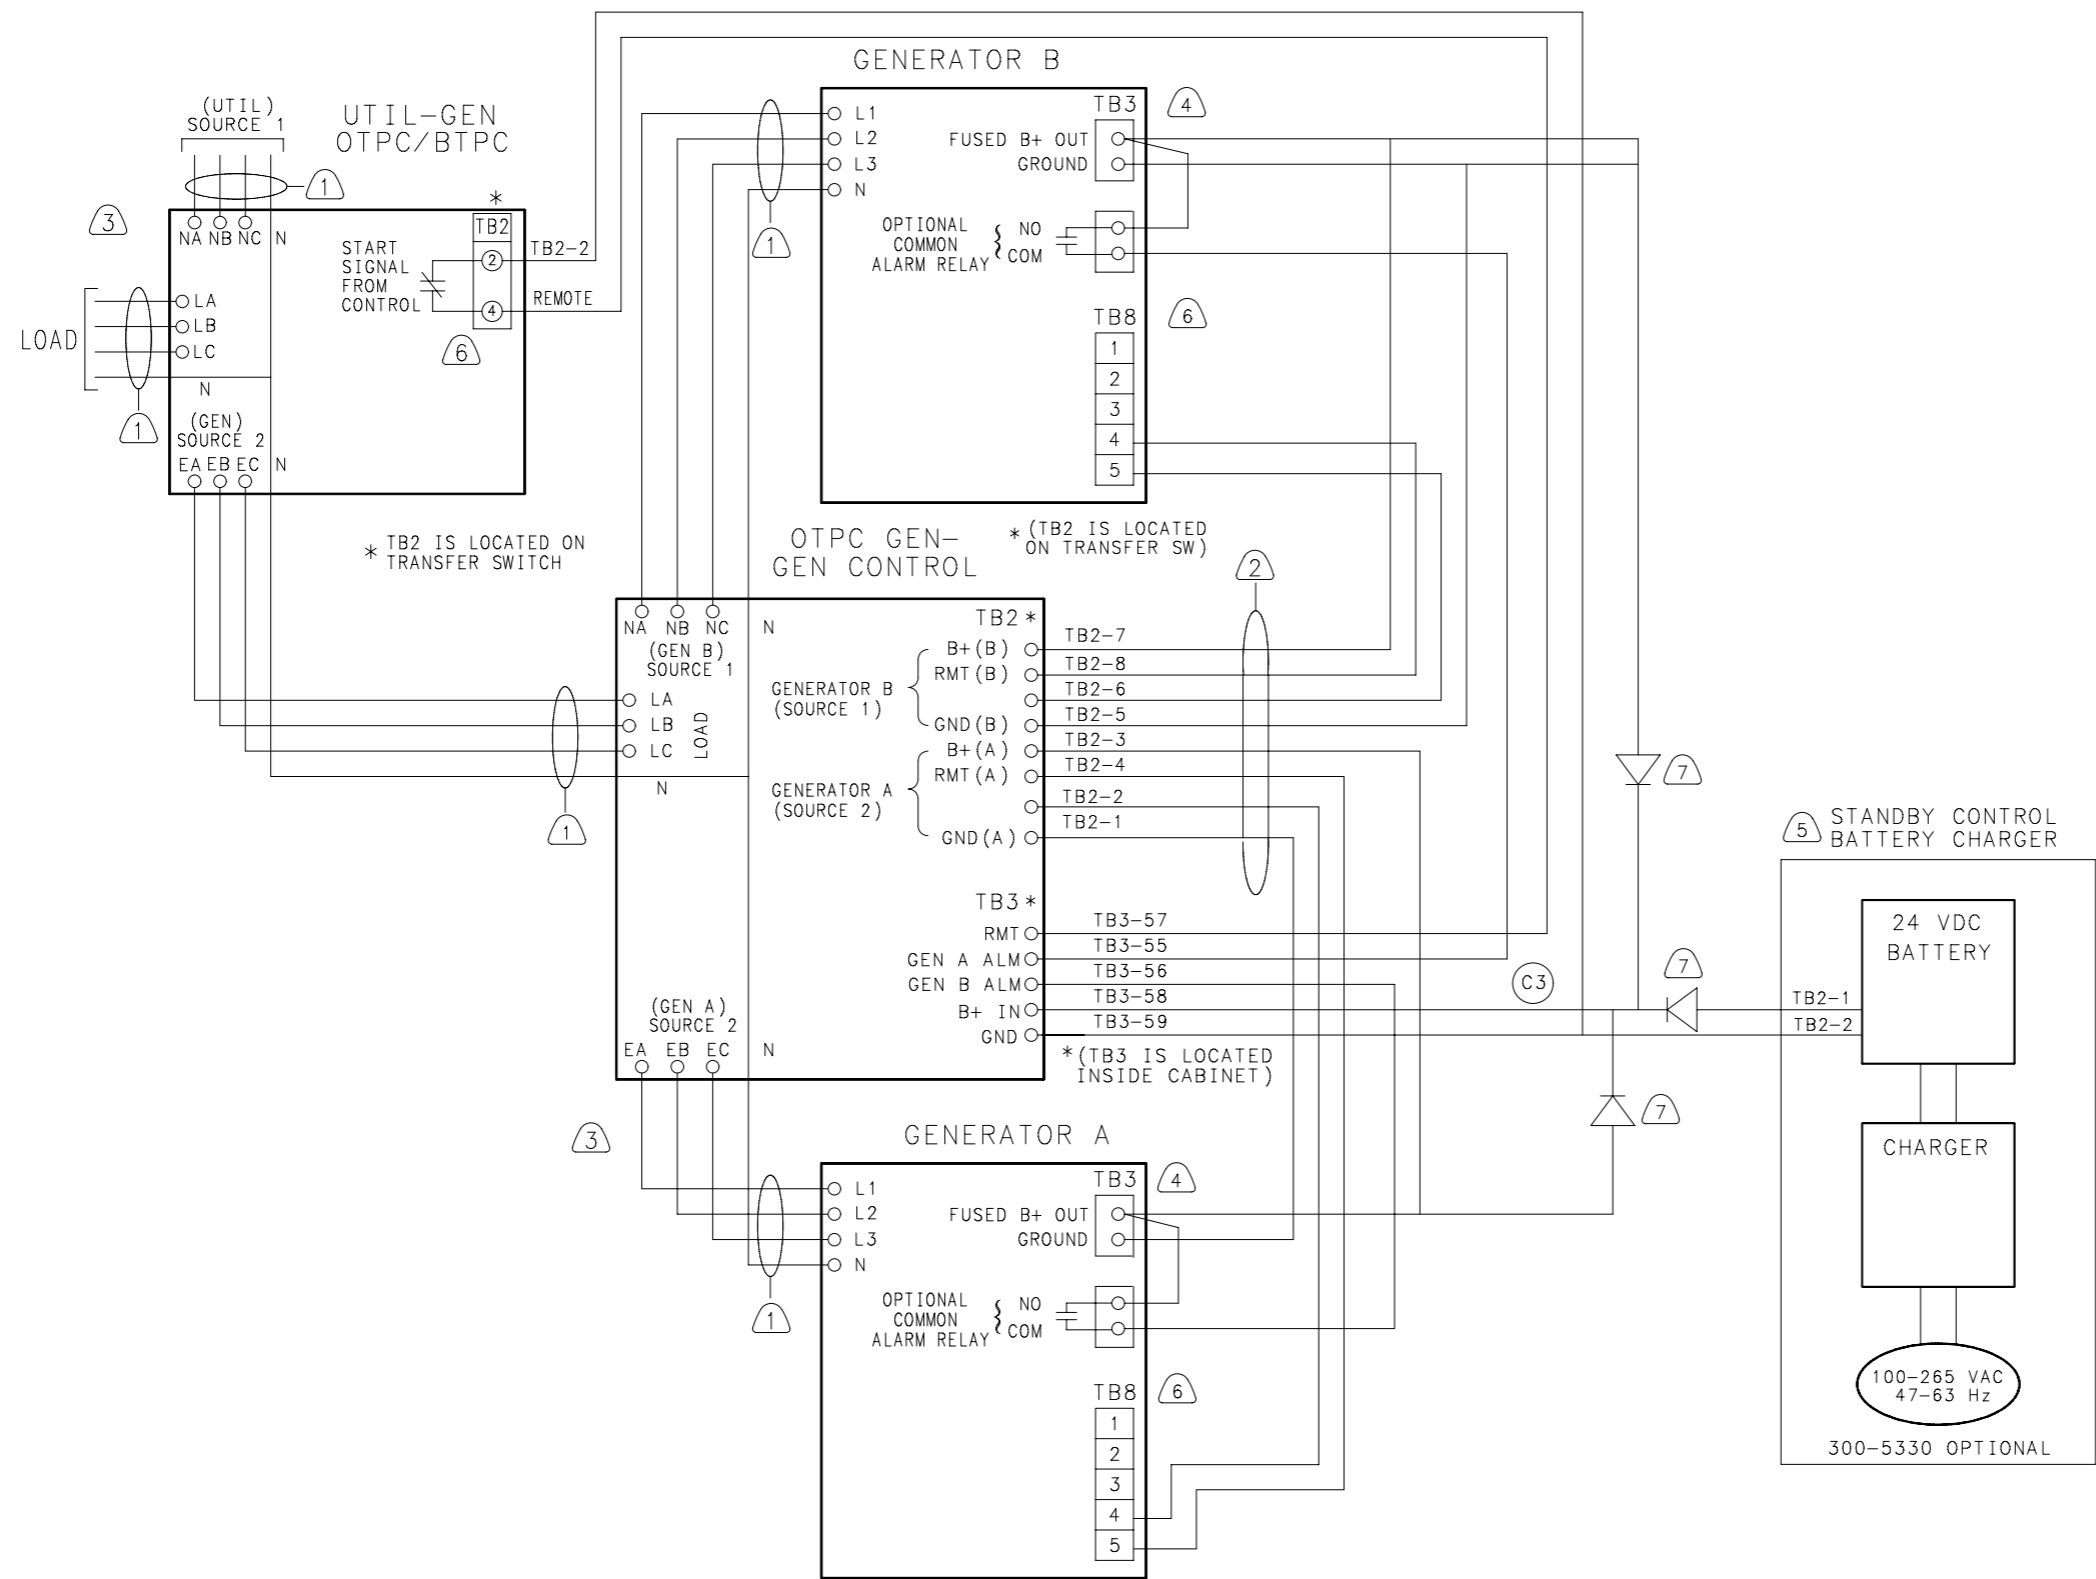 GENERATOR B
(UTIL)
SOURCE 1
UTIL-GEN
OTPC/BTPC
1
3
NA NB NC N
*
TB2
START
SIGNAL
FROM
CONTROL
2
TB2-2
4
REMOTE
6
LOAD
LA
LB
LC
N
1
(GEN)
SOURCE 2
EA EB EC N
* TB2 IS LOCATED ON
TRANSFER SWITCH
L1
L2
L3
N
1
TB3
4
FUSED B+ OUT
GROUND
OPTIONAL
COMMON
ALARM RELAY
NO
COM
TB8
6
1
2
3
4
5
OTPC GEN-
GEN CONTROL
* (TB2 IS LOCATED
ON TRANSFER SW)
2
NA NB NC N
(GEN B)
SOURCE 1
TB2 *
B+(B)
TB2-7
RMT(B)
TB2-8
GENERATOR B
(SOURCE 1)
TB2-6
GND(B)
TB2-5
B+(A)
TB2-3
RMT(A)
TB2-4
GENERATOR A
(SOURCE 2)
TB2-2
GND(A)
TB2-1
LA
LB
LC
LOAD
N
1
TB3 *
RMT
TB3-57
GEN A ALM
TB3-55
GEN B ALM
TB3-56
B+ IN
TB3-58
GND
TB3-59
* (TB3 IS LOCATED
INSIDE CABINET)
(GEN A)
SOURCE 2
EA EB EC N
C3
7
7
7
5
STANDBY CONTROL
BATTERY CHARGER
24 VDC
BATTERY
TB2-1
TB2-2
CHARGER
100-265 VAC
47-63 Hz
300-5330 OPTIONAL
3
GENERATOR A
L1
L2
L3
N
1
TB3
4
FUSED B+ OUT
GROUND
OPTIONAL
COMMON
ALARM RELAY
NO
COM
TB8
6
1
2
3
4
5